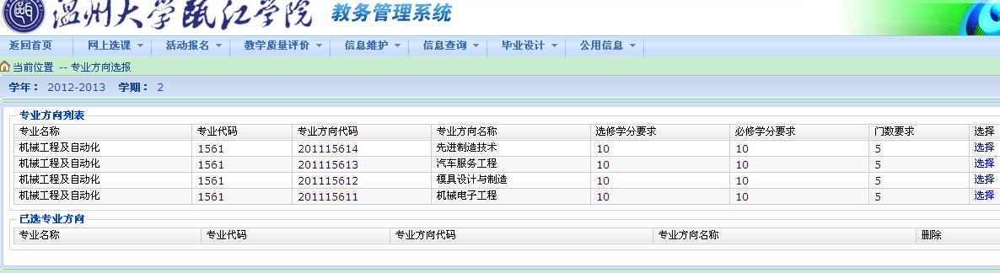 温州大学瓯江学院 教务管理系统
返回首页 网上选课 活动报名 教学质量评价 信息维护 信息查询 毕业设计 公用信息
当前位置 -- 专业方向选报
学年： 2012-2013 学期： 2
专业方向列表
专业名称 专业代码 专业方向代码 专业方向名称 选修学分要求 必修学分要求 门数要求 选择
机械工程及自动化 1561 201115614 先进制造技术 10 10 5 选择
机械工程及自动化 1561 201115613 汽车服务工程 10 10 5 选择
机械工程及自动化 1561 201115612 模具设计与制造 10 10 5 选择
机械工程及自动化 1561 201115611 机械电子工程 10 10 5 选择
已选专业方向
专业名称 专业代码 专业方向代码 专业方向名称 删除